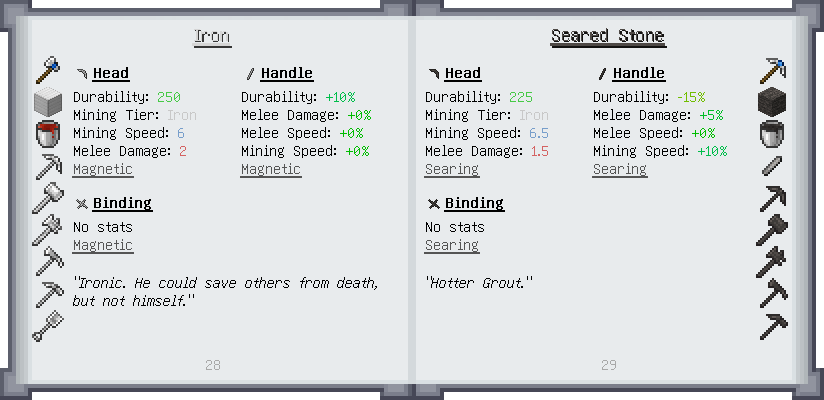 Iron
Head
Handle
Durability: 250
Durability: +10%
Mining Tier: Iron
Melee Damage: +0%
Mining Speed: 6
Melee Speed: +0%
Melee Damage: 2
Mining Speed: +0%
Magnetic
Magnetic
Binding
No stats
Magnetic
"Ironic. He could save others from death,
but not himself."
28
Seared Stone
Head
Handle
Durability: 225
Durability: -15%
Mining Tier: Iron
Melee Damage: +5%
Mining Speed: 6.5
Melee Speed: +0%
Melee Damage: 1.5
Mining Speed: +10%
Searing
Searing
Binding
No stats
Searing
"Hotter Grout."
29